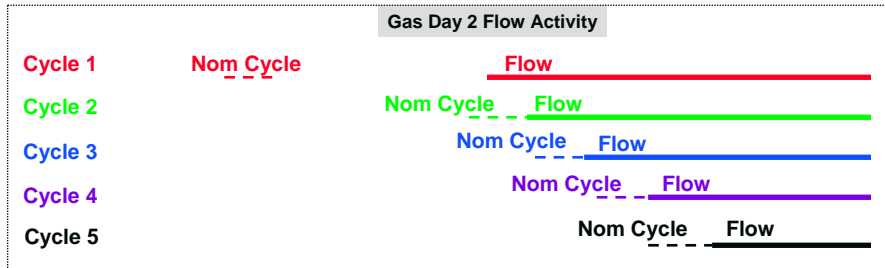 Gas Day 2 Flow Activity
Cycle 1 Nom Cycle Flow
Cycle 2 Nom Cycle Flow
Cycle 3 Nom Cycle Flow
Cycle 4 Nom Cycle Flow
Cycle 5 Nom Cycle Flow